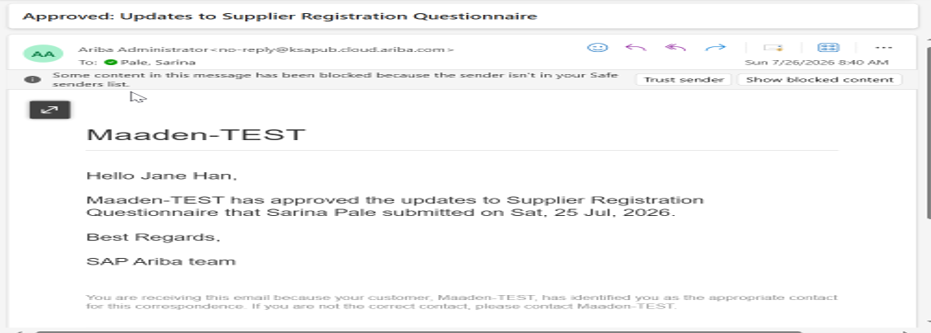 Approved: Updates to Supplier Registration Questionnaire
AA
Ariba Administrator<no-reply@ksapub.cloud.ariba.com>
To: Pale, Sarina
Sun 7/26/2026 8:40 AM
Some content in this message has been blocked because the sender isn't in your Safe
senders list.
Trust sender
Show blocked content
Maaden-TEST
Hello Jane Han,
Maaden-TEST has approved the updates to Supplier Registration
Questionnaire that Sarina Pale submitted on Sat, 25 Jul, 2026.
Best Regards,
SAP Ariba team
You are receiving this email because your customer, Maaden-TEST, has identified you as the appropriate contact
for this correspondence. If you are not the correct contact, please contact Maaden-TEST.